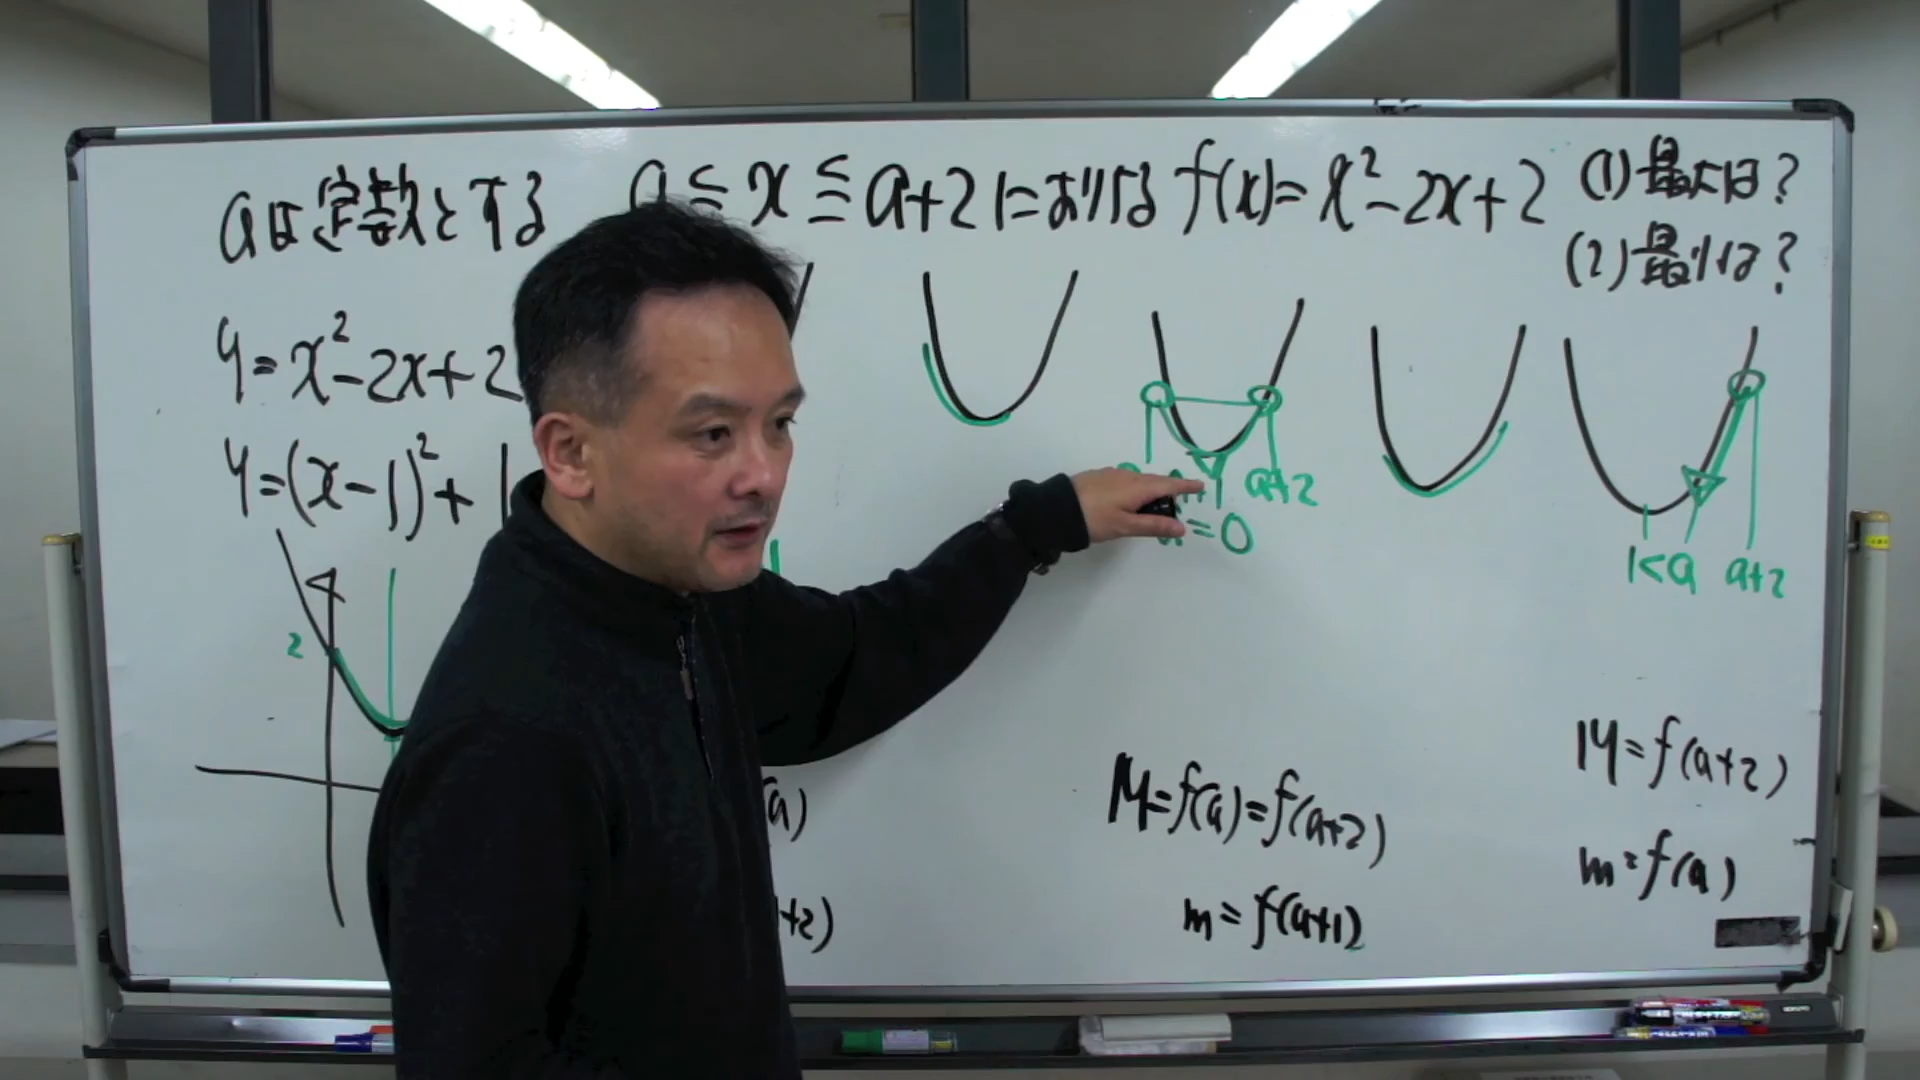 aは定数とする a≦x≦a+2における f(x)=x²-2x+2 (1)最大は?
(2)最小は?
y=x²-2x+2
y=(x-1)²+1
2
a+1 a+2
a=0
1<a a+2
M=f(a)=f(a+2)
m=f(a+1)
M=f(a+2)
m=f(a)
a)
+2)